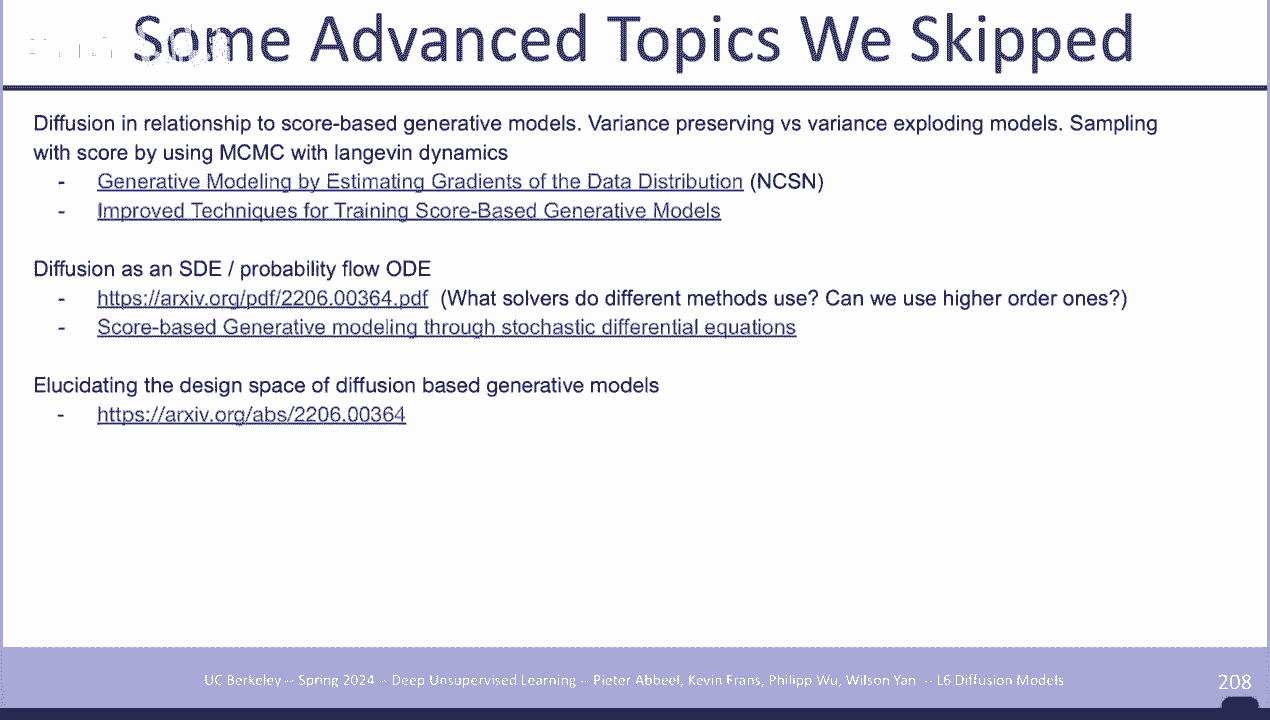 Some Advanced Topics We Skipped
Diffusion in relationship to score-based generative models. Variance preserving vs variance exploding models. Sampling
with score by using MCMC with langevin dynamics
- Generative Modeling by Estimating Gradients of the Data Distribution (NCSN)
- Improved Techniques for Training Score-Based Generative Models
Diffusion as an SDE / probability flow ODE
- https://arxiv.org/pdf/2206.00364.pdf (What solvers do different methods use? Can we use higher order ones?)
- Score-based Generative modeling through stochastic differential equations
Elucidating the design space of diffusion based generative models
- https://arxiv.org/abs/2206.00364
UC Berkeley -- Spring 2024 -- Deep Unsupervised Learning -- Pieter Abbeel, Kevin Frans, Philipp Wu, Wilson Yan -- L6 Diffusion Models
208